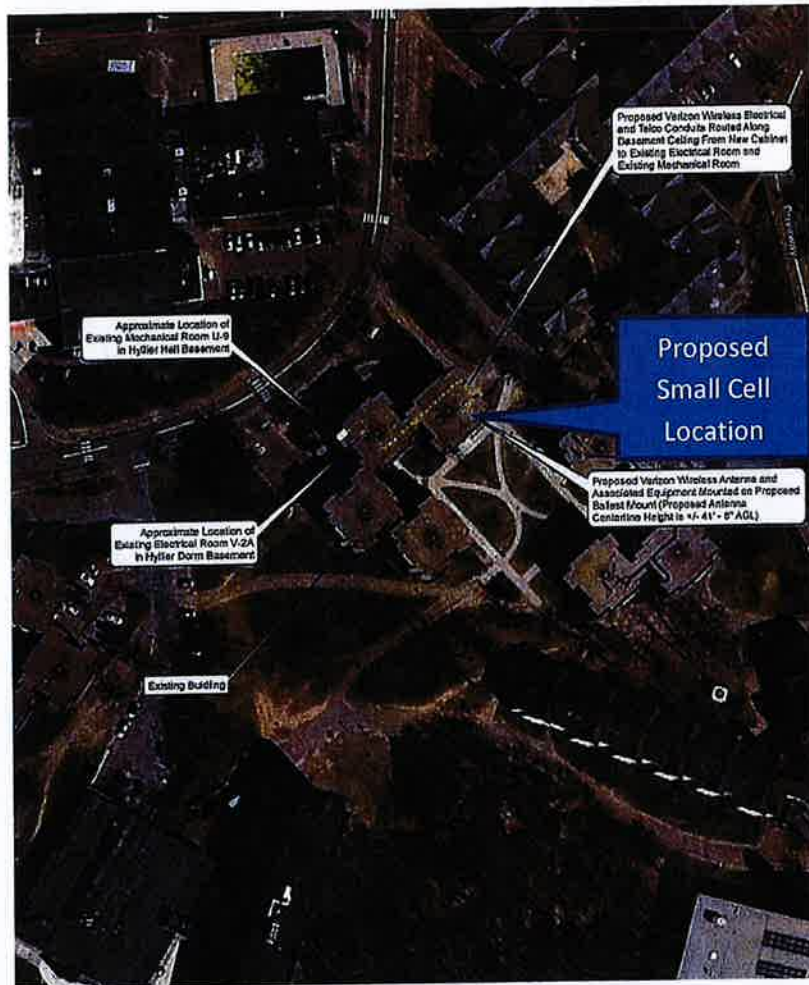 Proposed Verizon Wireless Electrical
and Telco Conduits Routed Along
Basement Ceiling From New Cabinet
to Existing Electrical Room and
Existing Mechanical Room
Approximate Location of
Existing Mechanical Room U-9
in Hyllier Hall Basement
Proposed
Small Cell
Location
Proposed Verizon Wireless Antenna and
Associated Equipment Mounted on Proposed
Ballast Mount (Proposed Antenna
Centerline Height is +/- 41' - 6" AGL)
Approximate Location of
Existing Electrical Room V-2A
in Hyllier Dorm Basement
Existing Building